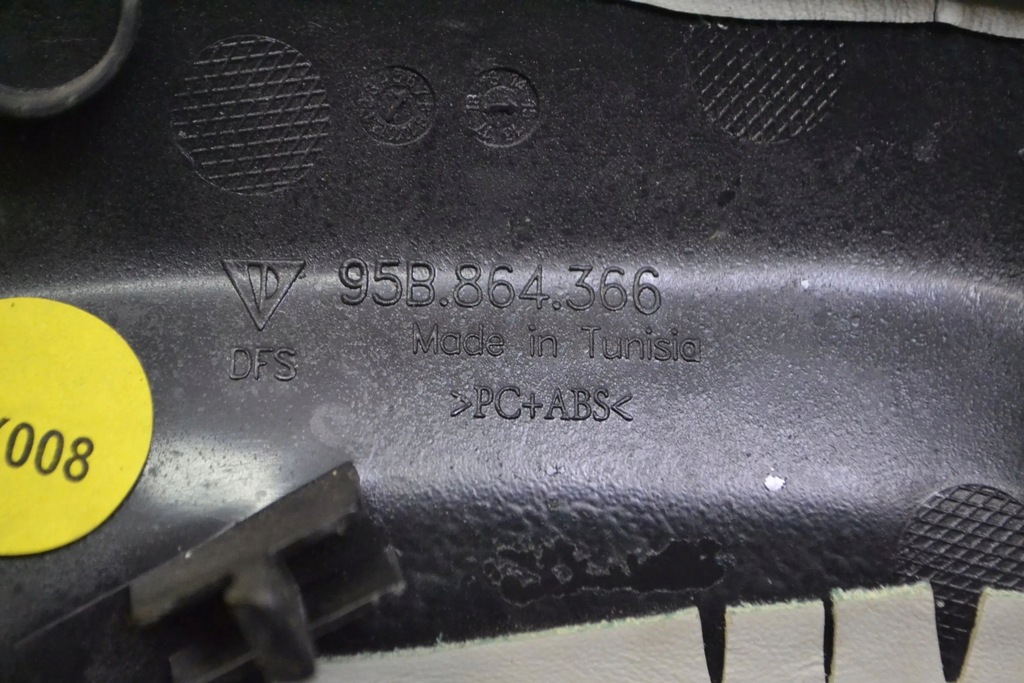 95B.864.366
Made in Tunisia
DFS
>PC+ABS<
008